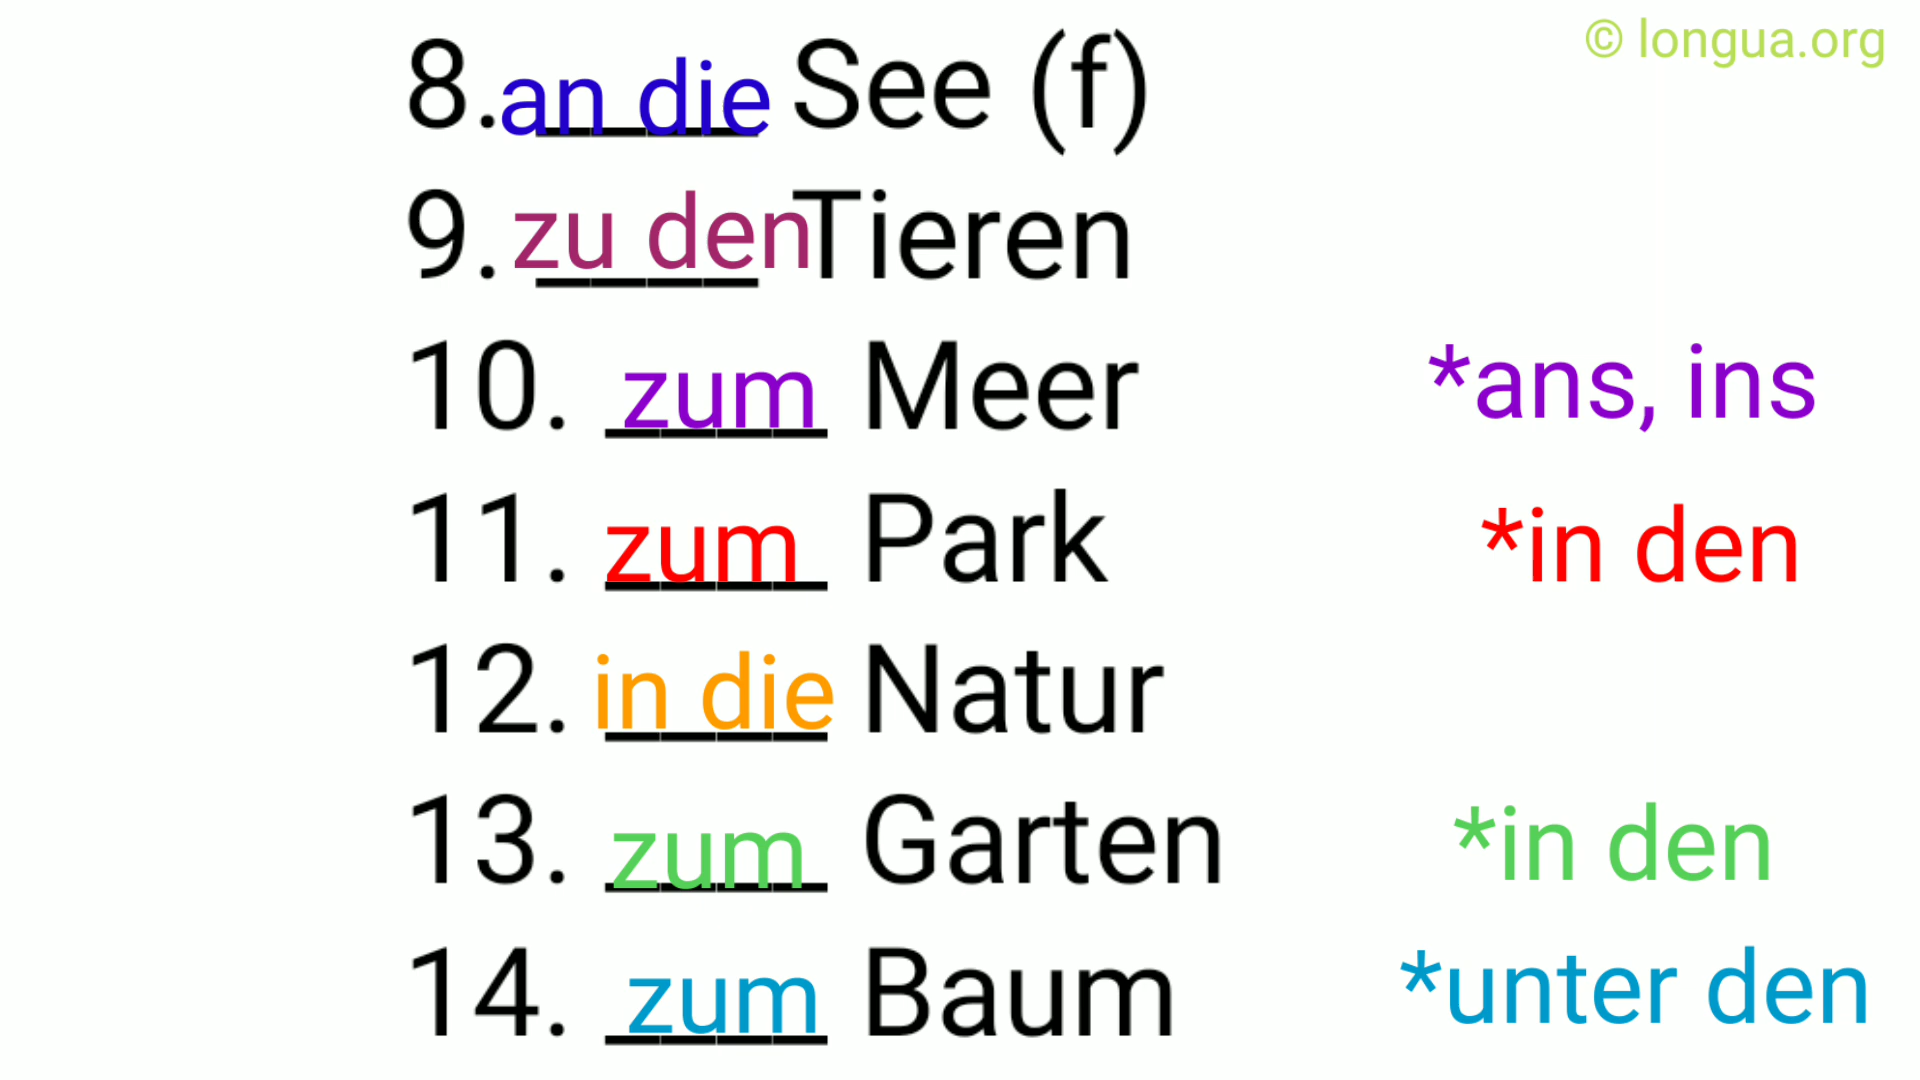 © longua.org
8. an die See (f)
9. zu den Tieren
10. zum Meer *ans, ins
11. zum Park *in den
12. in die Natur
13. zum Garten *in den
14. zum Baum *unter den